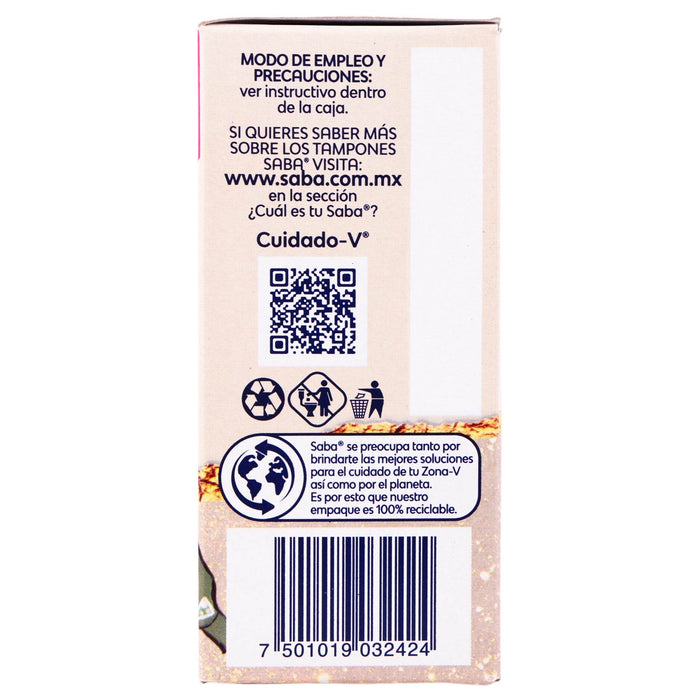 MODO DE EMPLEO Y
PRECAUCIONES:
ver instructivo dentro
de la caja.
SI QUIERES SABER MÁS
SOBRE LOS TAMPONES
SABA® VISITA:
www.saba.com.mx
en la sección
¿Cuál es tu Saba®?
Cuidado-V®
Saba® se preocupa tanto por
brindarte las mejores soluciones
para el cuidado de tu Zona-V
así como por el planeta.
Es por esto que nuestro
empaque es 100% reciclable.
7 501019 032424